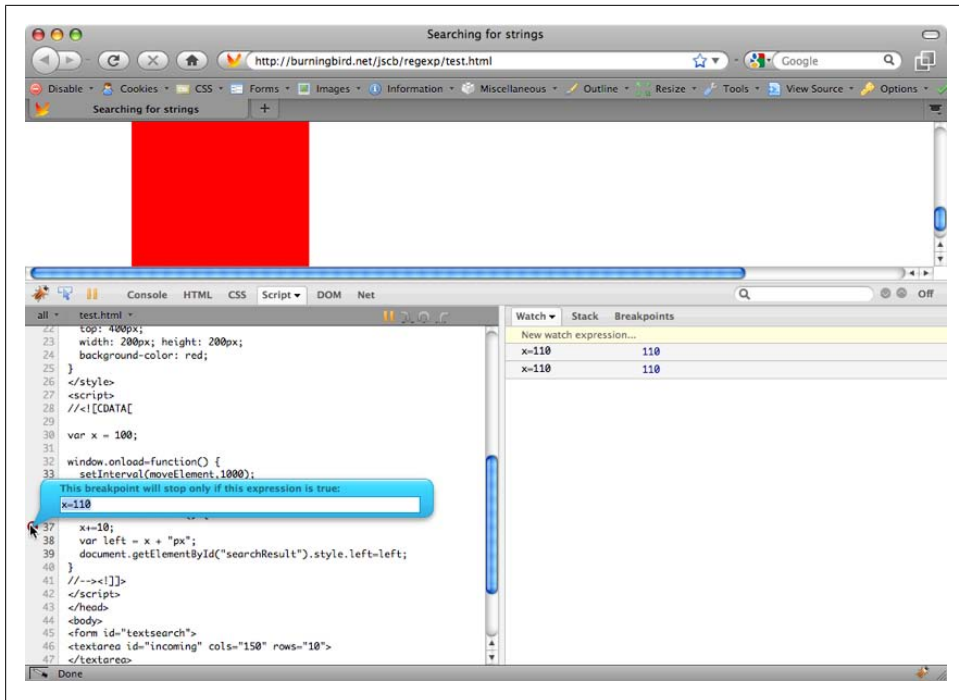 Searching for strings
http://burningbird.net/jscb/regexp/test.html
Google
Disable Cookies CSS Forms Images Information Miscellaneous Outline Resize Tools View Source Options
Searching for strings +
Console HTML CSS Script DOM Net Off
all test.html
Watch Stack Breakpoints
New watch expression...
x=110 110
x=110 110
22 top: 400px;
23 width: 200px; height: 200px;
24 background-color: red;
25 }
26 </style>
27 <script>
28 //<![CDATA[
29
30 var x = 100;
31
32 window.onload=function() {
33 setInterval(moveElement,1000);
This breakpoint will stop only if this expression is true:
x=110
37 x+=10;
38 var left = x + "px";
39 document.getElementById("searchResult").style.left=left;
40 }
41 //--><!]]>
42 </script>
43 </head>
44 <body>
45 <form id="textsearch">
46 <textarea id="incoming" cols="150" rows="10">
47 </textarea>
Done